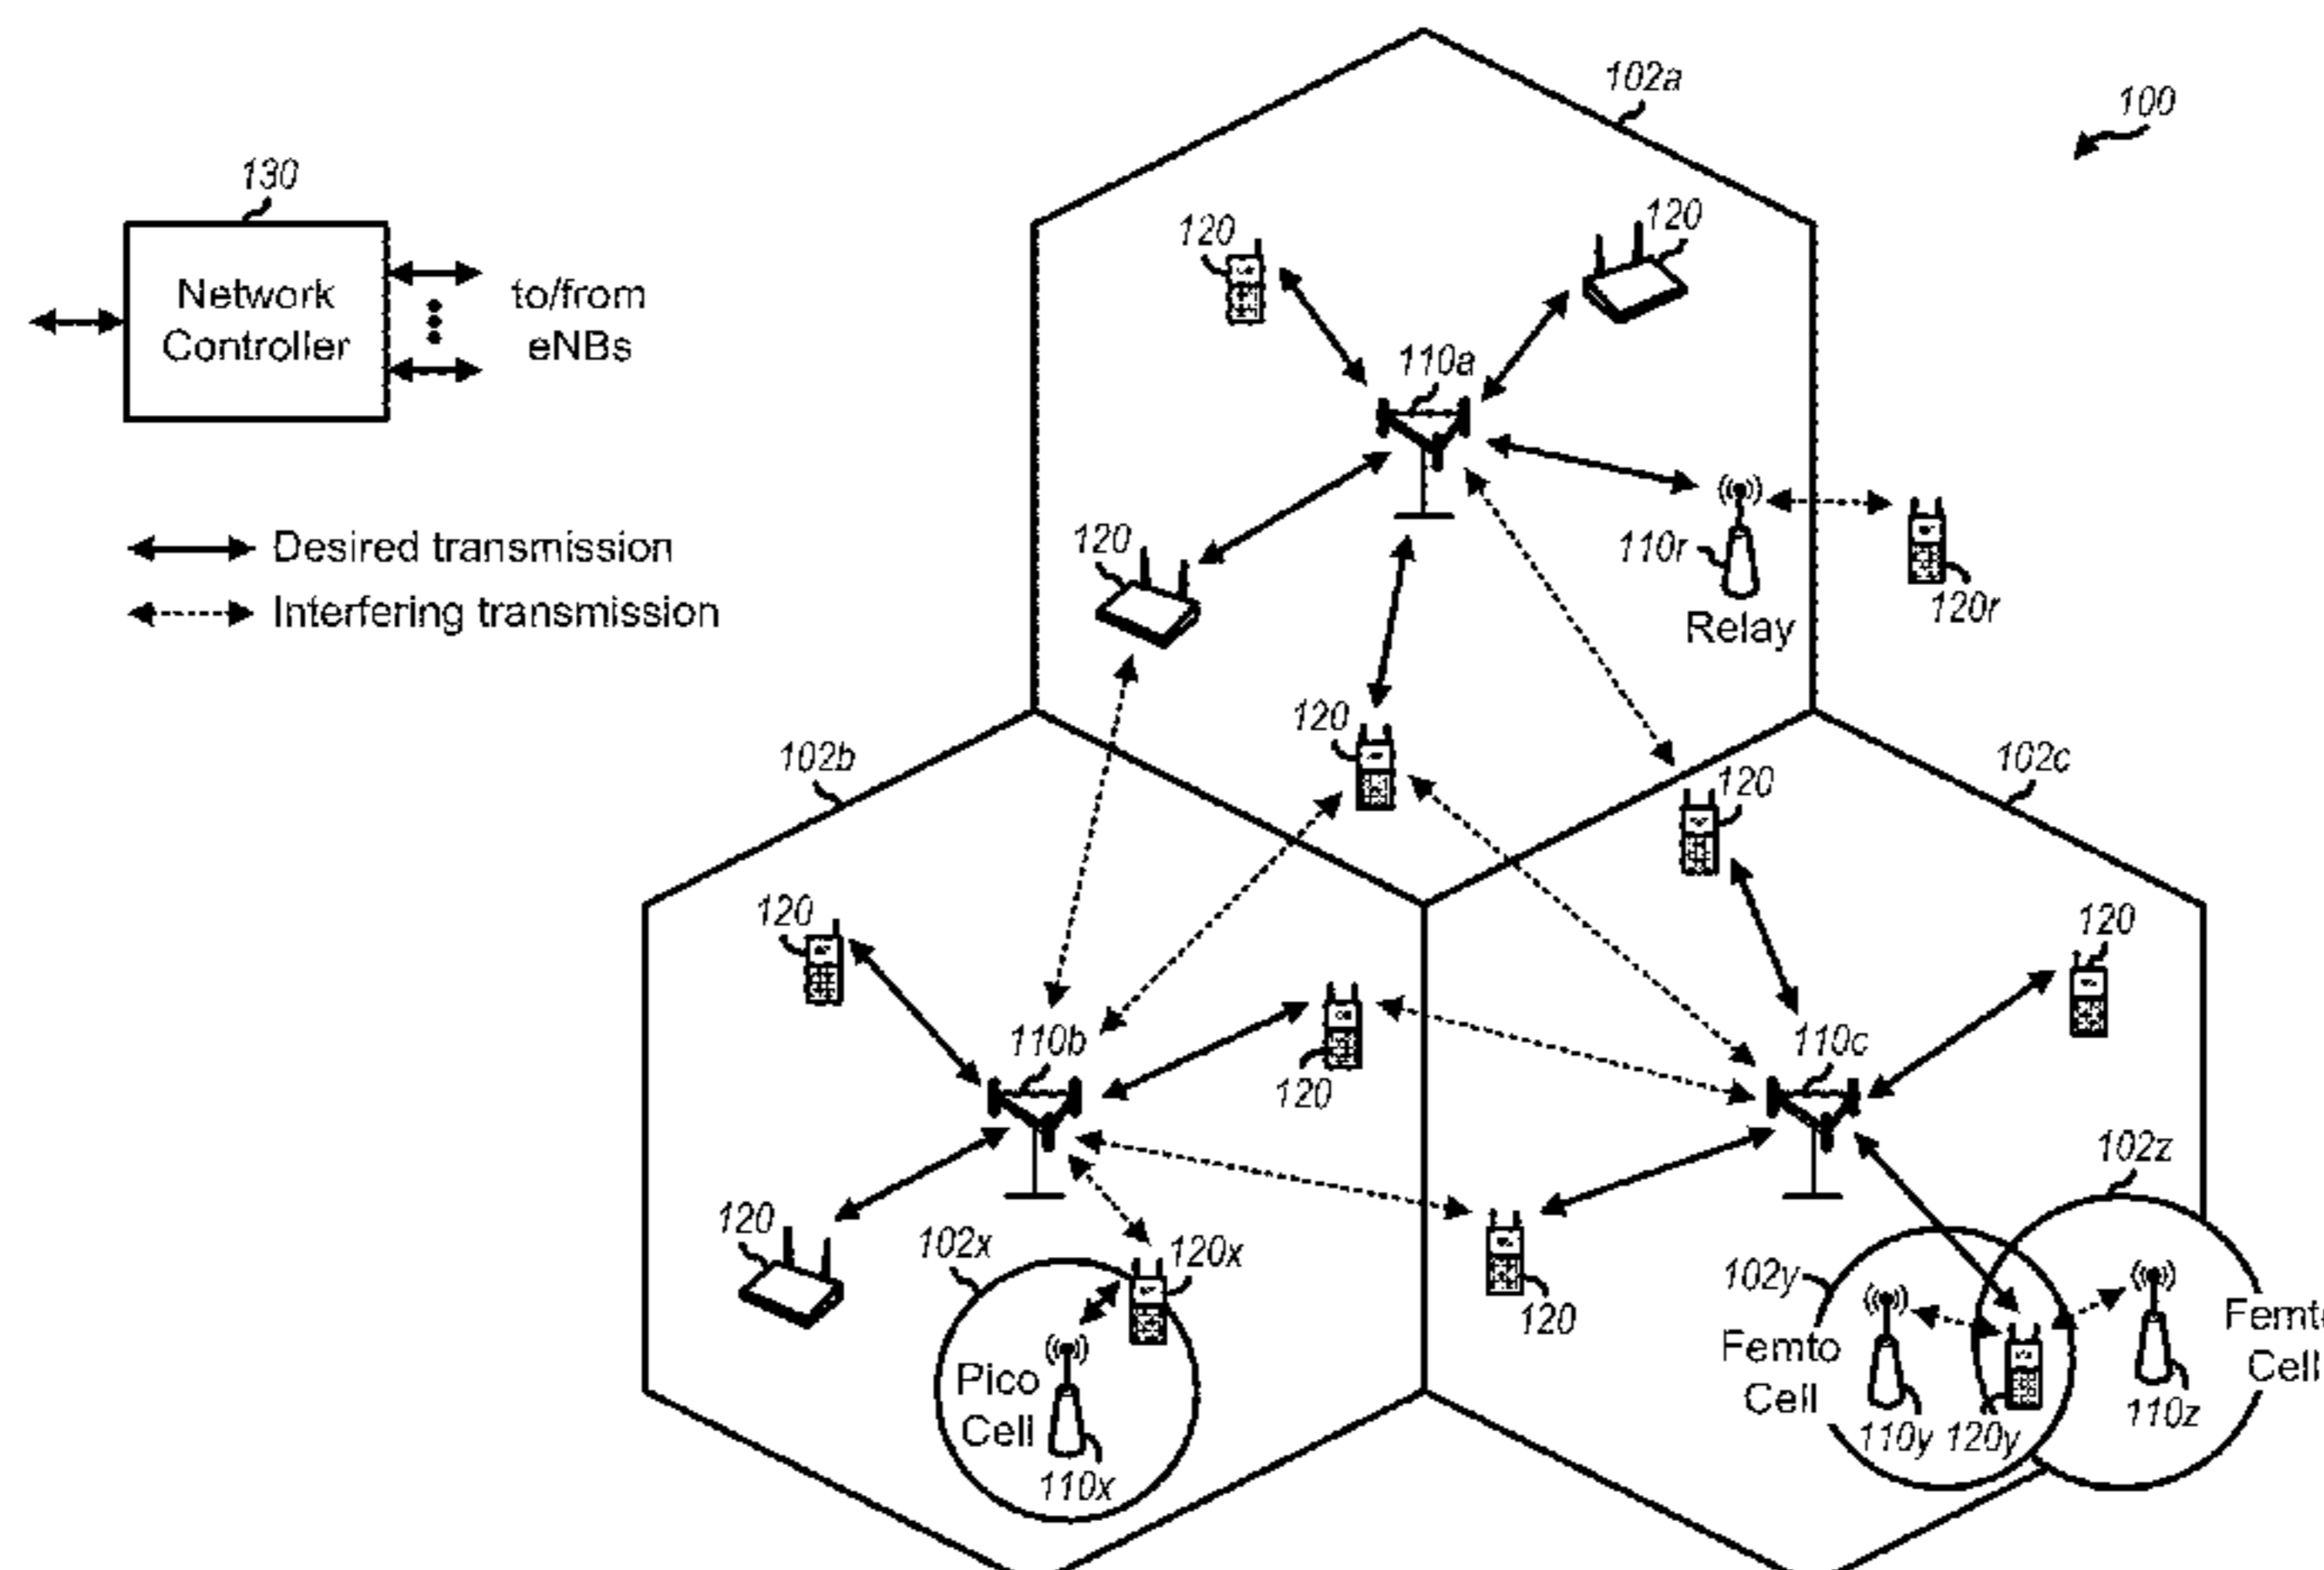 102a
100
130
120
120
Network
Controller
to/from
eNBs
110a
Desired transmission
Interfering transmission
120
110r
Relay
120r
120
102b
120
102c
120
120
120
110b
110c
102z
120
102x
120x
102y
120
Femto
Cell
Pico
Cell
Cell
110x
110y
120y
110z